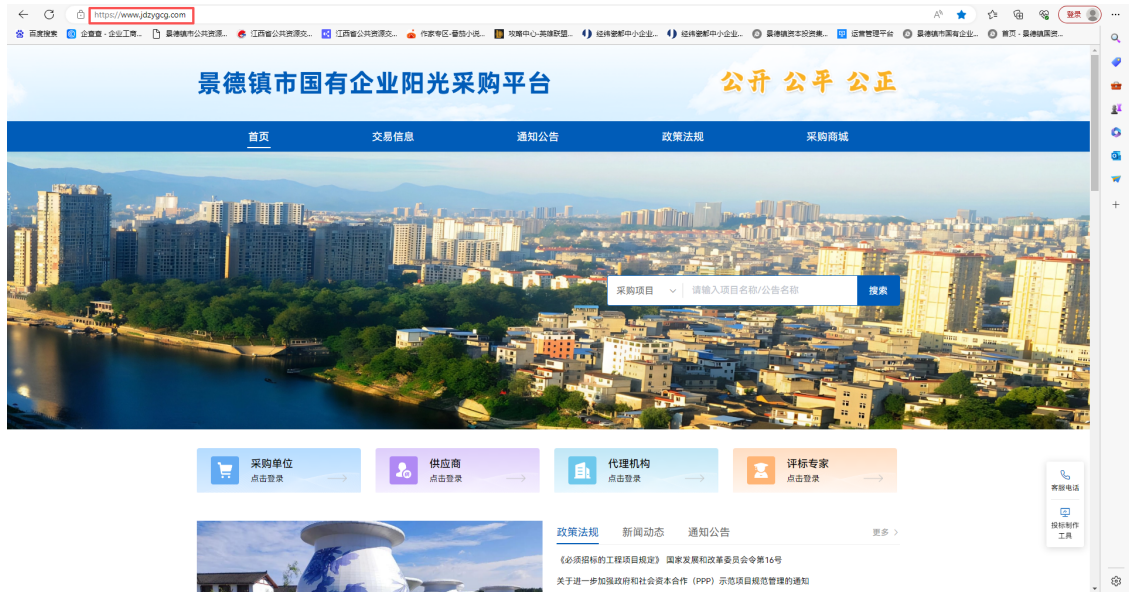 https://www.jdzygcg.com
登录
百度搜索 企查查 - 企业工商... 景德镇市公共资源... 江西省公共资源交... 江西省公共资源交... 作家专区-番茄小说... 攻略中心-英雄联盟... 经纬瓷都中小企业... 经纬瓷都中小企业... 景德镇资本投资集... 运营管理平台 景德镇市国有企业... 首页 - 景德镇国资...
景德镇市国有企业阳光采购平台
公开 公平 公正
首页 交易信息 通知公告 政策法规 采购商城
采购项目 请输入项目名称/公告名称 搜索
采购单位
点击登录
供应商
点击登录
代理机构
点击登录
评标专家
点击登录
客服电话
投标制作
工具
政策法规 新闻动态 通知公告 更多
《必须招标的工程项目规定》 国家发展和改革委员会令第16号
关于进一步加强政府和社会资本合作（PPP）示范项目规范管理的通知